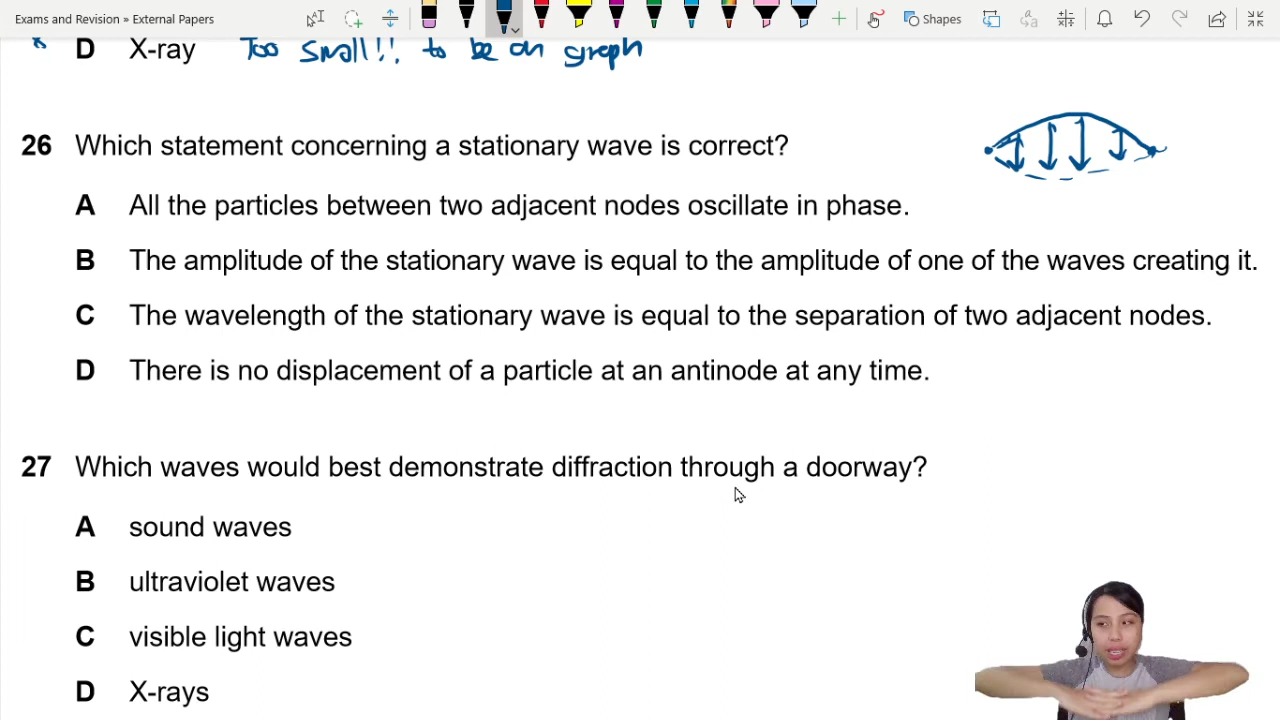 Exams and Revision » External Papers
Shapes
D X-ray Too small!! to be on graph
26 Which statement concerning a stationary wave is correct?
A All the particles between two adjacent nodes oscillate in phase.
B The amplitude of the stationary wave is equal to the amplitude of one of the waves creating it.
C The wavelength of the stationary wave is equal to the separation of two adjacent nodes.
D There is no displacement of a particle at an antinode at any time.
27 Which waves would best demonstrate diffraction through a doorway?
A sound waves
B ultraviolet waves
C visible light waves
D X-rays